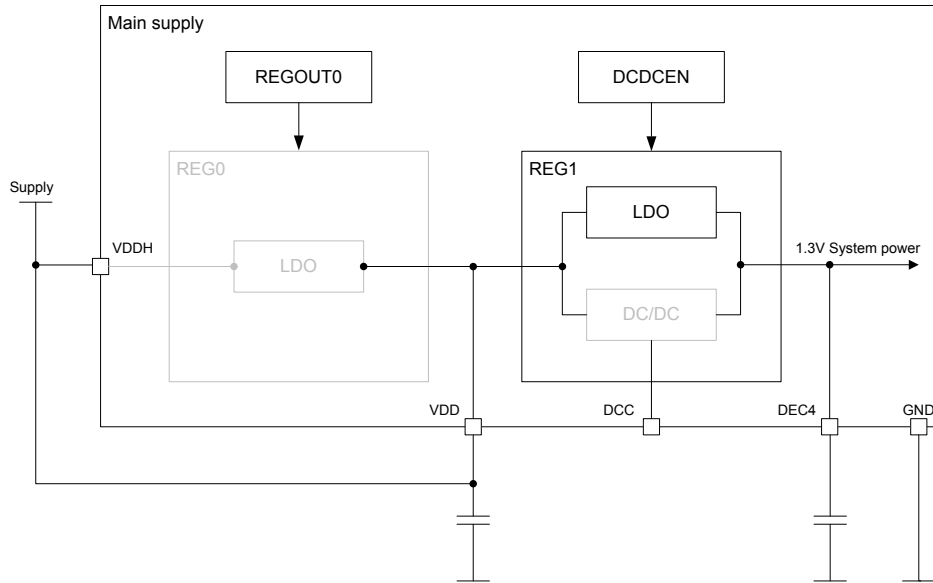 Main supply
REGOUT0
DCDCEN
REG0
REG1
Supply
LDO
VDDH
LDO
1.3V System power
DC/DC
VDD
DCC
DEC4
GND